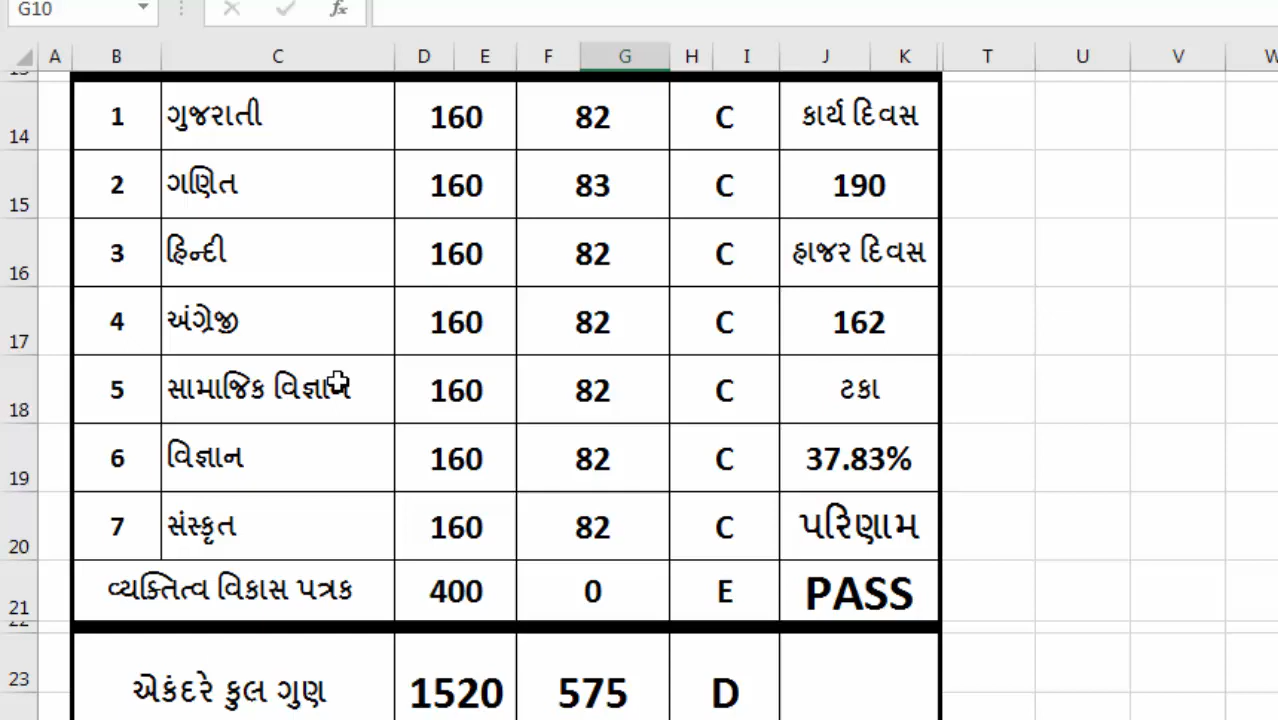 G10
fx
A B C D E F G H I J K T U V W
14 1 ગુજરાતી 160 82 C કાર્ય દિવસ
15 2 ગણિત 160 83 C 190
16 3 હિન્દી 160 82 C હાજર દિવસ
17 4 અંગ્રેજી 160 82 C 162
18 5 સામાજિક વિજ્ઞાન 160 82 C ટકા
19 6 વિજ્ઞાન 160 82 C 37.83%
20 7 સંસ્કૃત 160 82 C પરિણામ
21 વ્યક્તિત્વ વિકાસ પત્રક 400 0 E PASS
23 એકંદરે કુલ ગુણ 1520 575 D